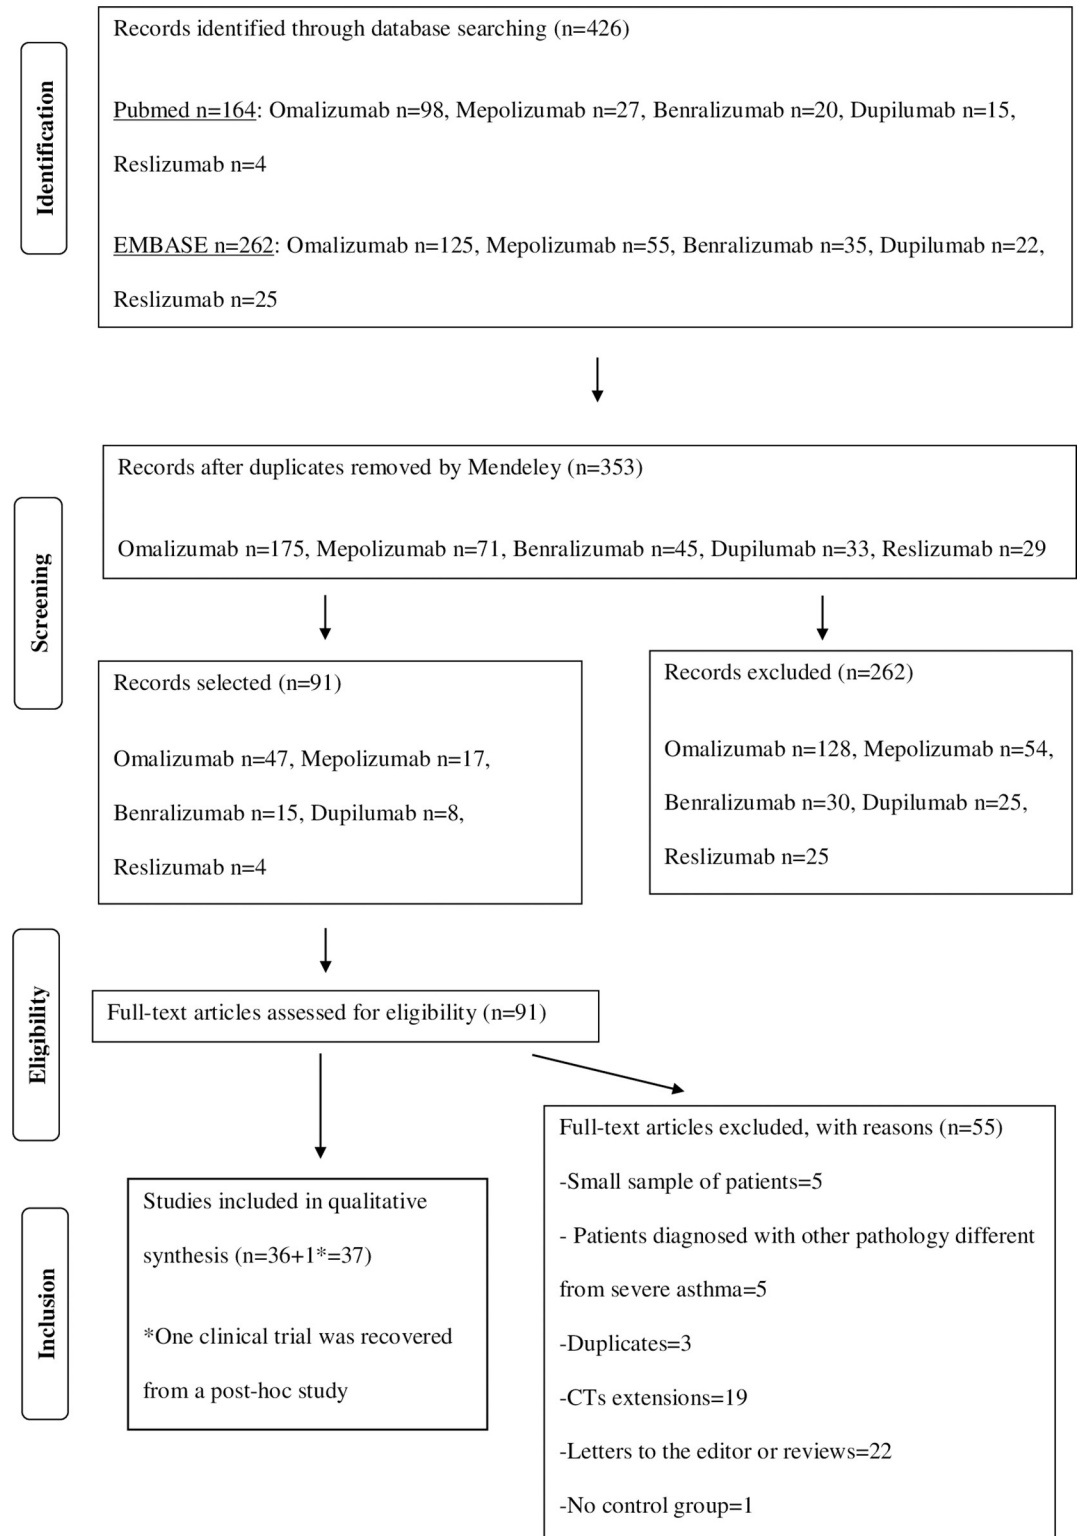 Identification
Records identified through database searching (n=426)
Pubmed n=164: Omalizumab n=98, Mepolizumab n=27, Benralizumab n=20, Dupilumab n=15,
Reslizumab n=4
EMBASE n=262: Omalizumab n=125, Mepolizumab n=55, Benralizumab n=35, Dupilumab n=22,
Reslizumab n=25
Screening
Records after duplicates removed by Mendeley (n=353)
Omalizumab n=175, Mepolizumab n=71, Benralizumab n=45, Dupilumab n=33, Reslizumab n=29
Records selected (n=91)
Omalizumab n=47, Mepolizumab n=17,
Benralizumab n=15, Dupilumab n=8,
Reslizumab n=4
Records excluded (n=262)
Omalizumab n=128, Mepolizumab n=54,
Benralizumab n=30, Dupilumab n=25,
Reslizumab n=25
Eligibility
Full-text articles assessed for eligibility (n=91)
Full-text articles excluded, with reasons (n=55)
-Small sample of patients=5
- Patients diagnosed with other pathology different
from severe asthma=5
-Duplicates=3
-CTs extensions=19
-Letters to the editor or reviews=22
-No control group=1
Inclusion
Studies included in qualitative
synthesis (n=36+1*=37)
*One clinical trial was recovered
from a post-hoc study